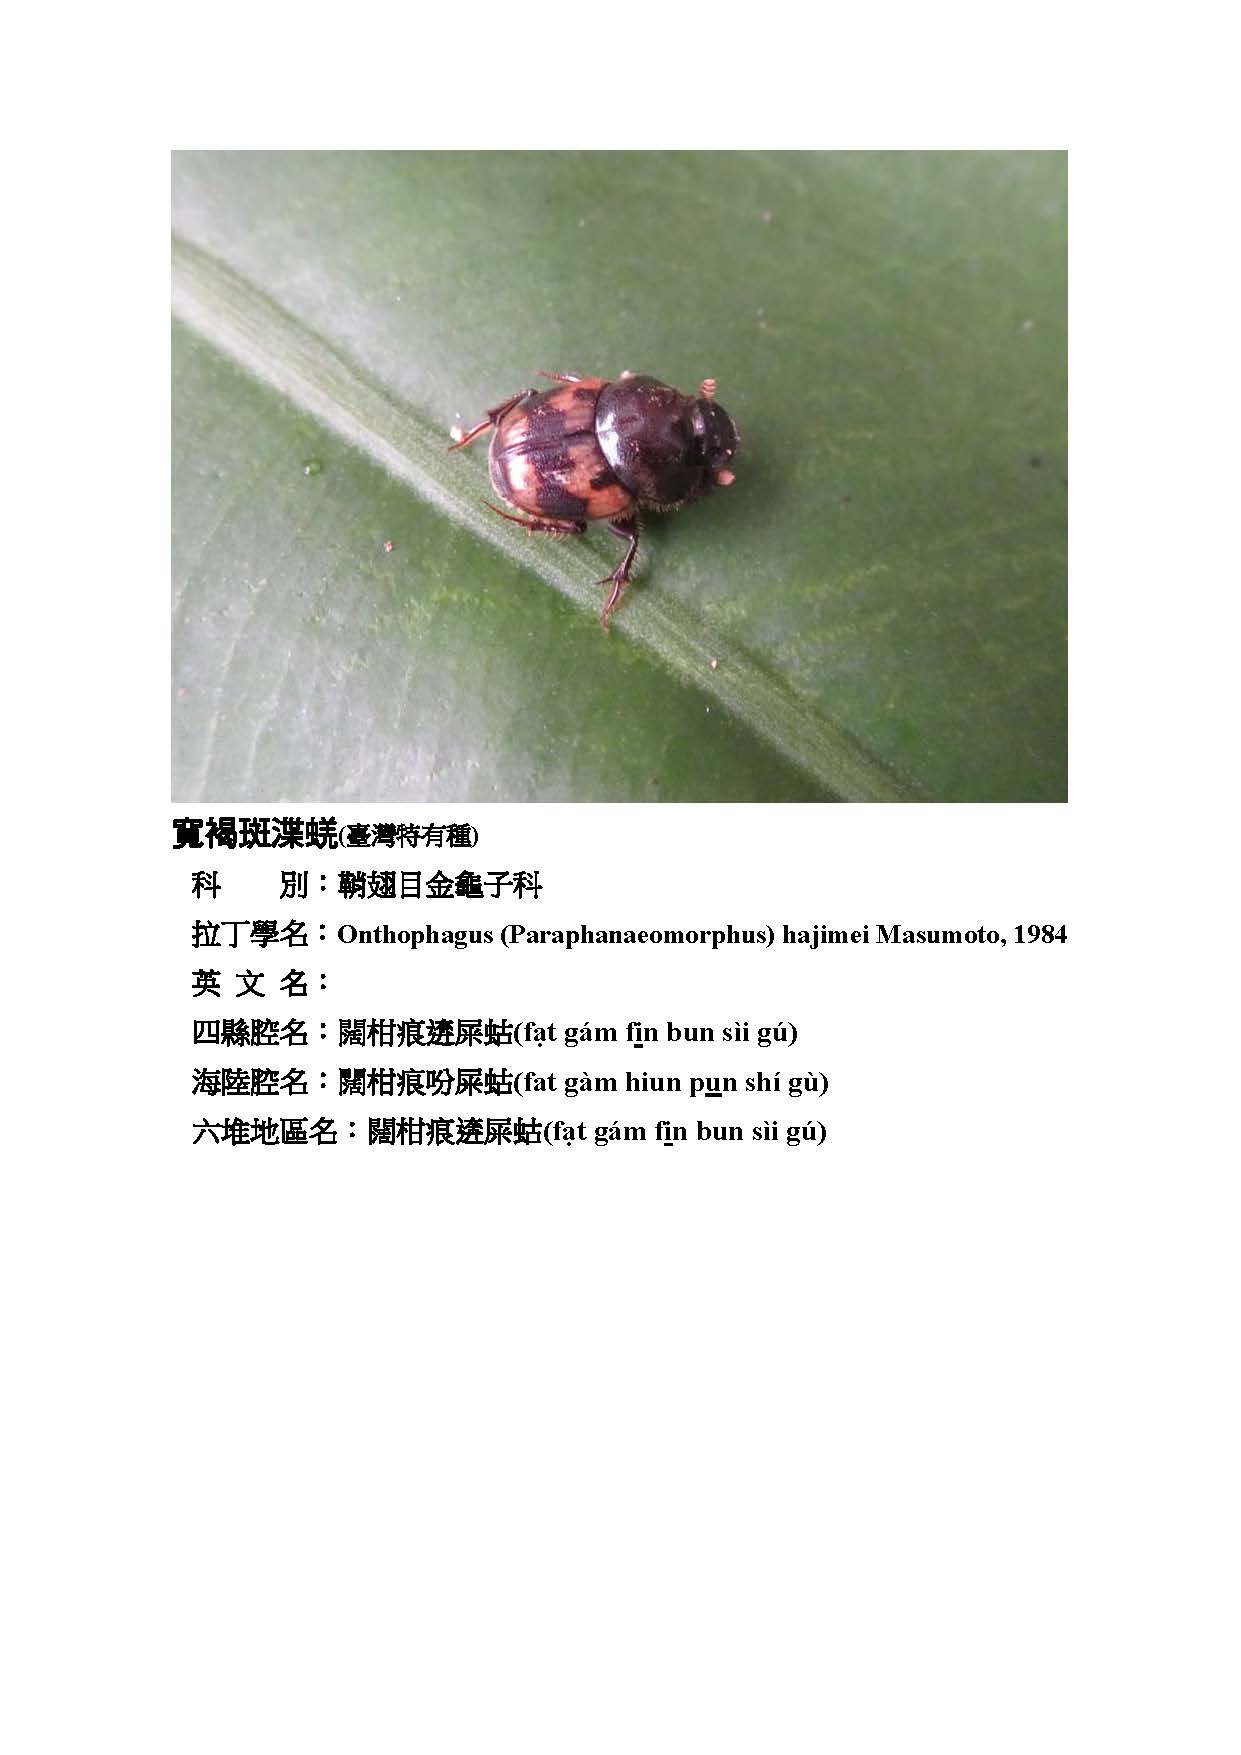 寬褐斑渫蜣(臺灣特有種)
科　　別：鞘翅目金龜子科
拉丁學名：Onthophagus (Paraphanaeomorphus) hajimei Masumoto, 1984
英 文 名：
四縣腔名：闊柑痕𢫦屎蛄(fạt gám fi̲n bun sìi gú)
海陸腔名：闊柑痕吩屎蛄(fat gàm hiun pu̲n shí gù)
六堆地區名：闊柑痕𢫦屎蛄(fạt gám fi̲n bun sìi gú)